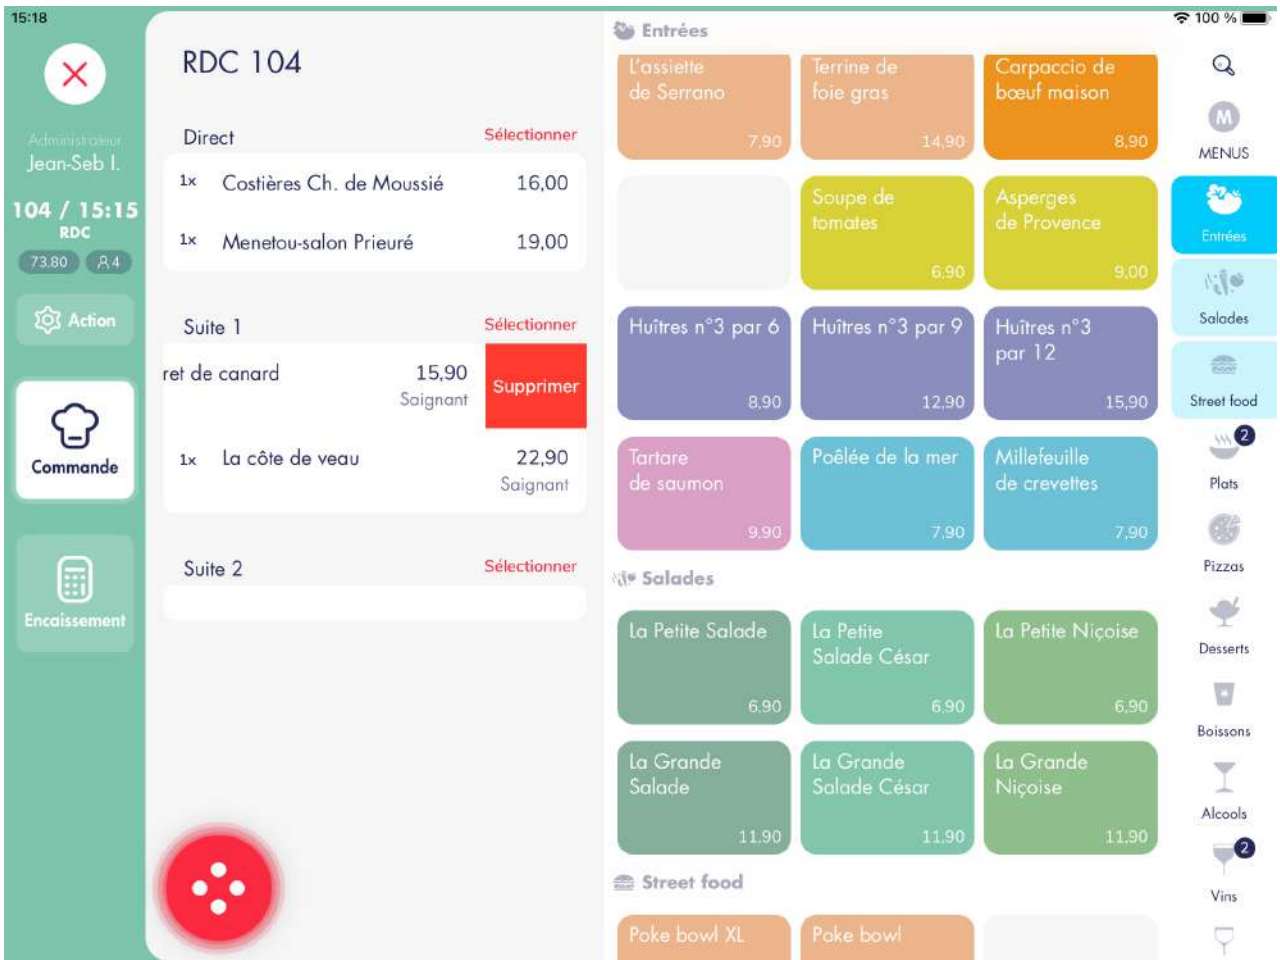 15:18
100 %
Administrateur
Jean-Seb I.
104 / 15:15
RDC
73.80
4
Action
Commande
Encaissement
RDC 104
Direct
Sélectionner
1x Costières Ch. de Moussié 16,00
1x Menetou-salon Prieuré 19,00
Suite 1
Sélectionner
ret de canard 15,90
Saignant
Supprimer
1x La côte de veau 22,90
Saignant
Suite 2
Sélectionner
Entrées
L'assiette
de Serrano
7,90
Terrine de
foie gras
14,90
Carpaccio de
bœuf maison
8,90
Soupe de
tomates
6,90
Asperges
de Provence
9,00
Huîtres n°3 par 6
8,90
Huîtres n°3 par 9
12,90
Huîtres n°3
par 12
15,90
Tartare
de saumon
9,90
Poêlée de la mer
7,90
Millefeuille
de crevettes
7,90
Salades
La Petite Salade
6,90
La Petite
Salade César
6,90
La Petite Niçoise
6,90
La Grande
Salade
11,90
La Grande
Salade César
11,90
La Grande
Niçoise
11,90
Street food
Poke bowl XL
Poke bowl
M
MENUS
Entrées
Salades
Street food
2
Plats
Pizzas
Desserts
Boissons
Alcools
2
Vins